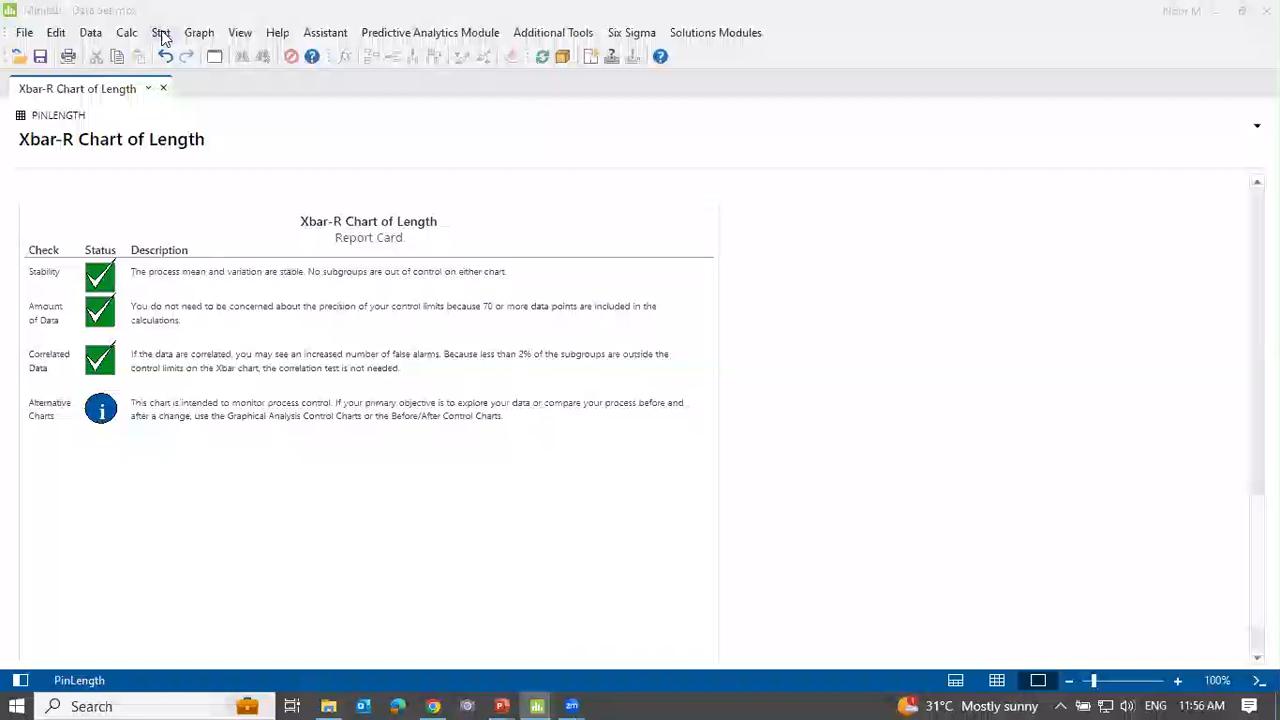 Minitab - Data Set.mpx
Nidor M
File Edit Data Calc Stat Graph View Help Assistant Predictive Analytics Module Additional Tools Six Sigma Solutions Modules
Xbar-R Chart of Length
PINLENGTH
Xbar-R Chart of Length
Xbar-R Chart of Length
Report Card
Check Status Description
Stability The process mean and variation are stable. No subgroups are out of control on either chart.
Amount You do not need to be concerned about the precision of your control limits because 70 or more data points are included in the
of Data calculations.
Correlated If the data are correlated, you may see an increased number of false alarms. Because less than 2% of the subgroups are outside the
Data control limits on the Xbar chart, the correlation test is not needed.
Alternative This chart is intended to monitor process control. If your primary objective is to explore your data or compare your process before and
Charts after a change, use the Graphical Analysis Control Charts or the Before/After Control Charts.
PinLength 100%
Search 31°C Mostly sunny ENG 11:56 AM